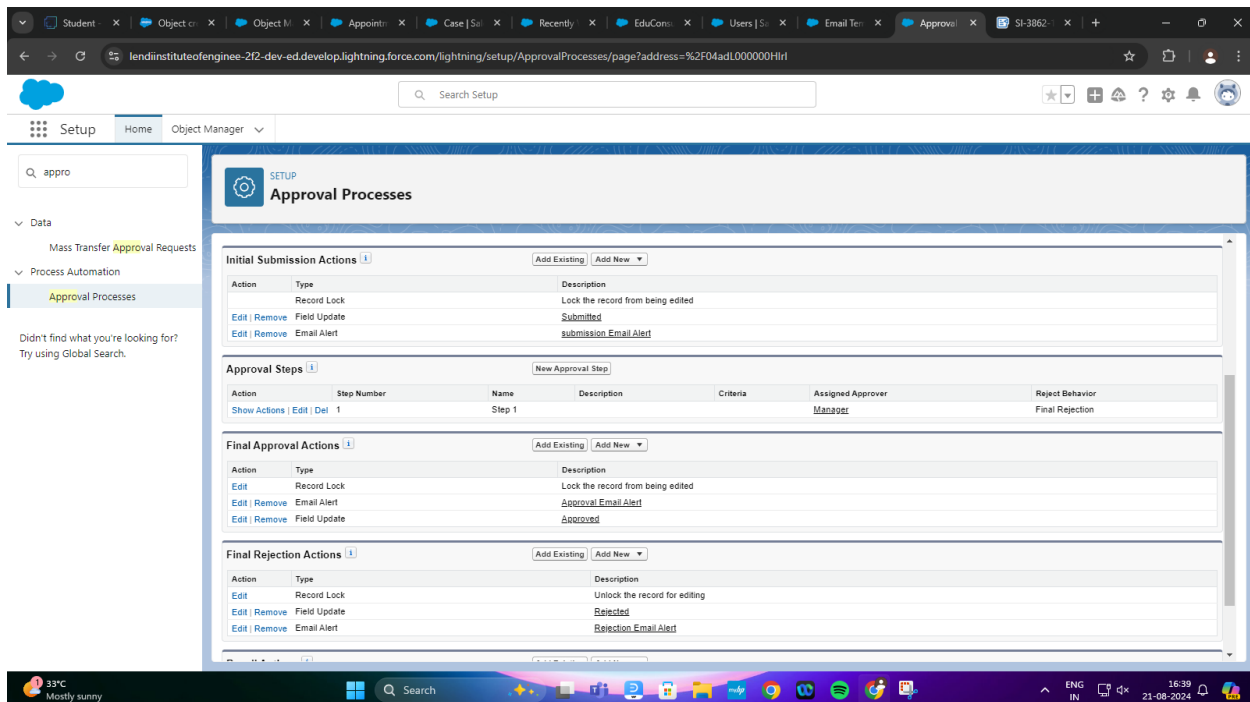 Student -
Object cr
Object M
Appointm
Case | Sal
Recently
EduConsu
Users | Sa
Email Tem
Approval
SI-3862-1
lendiinstituteofenginee-2f2-dev-ed.develop.lightning.force.com/lightning/setup/ApprovalProcesses/page?address=%2F04adL000000HIrl
Search Setup
Setup Home Object Manager
appro
SETUP
Approval Processes
Data
Mass Transfer Approval Requests
Process Automation
Approval Processes
Didn't find what you're looking for?
Try using Global Search.
Initial Submission Actions i Add Existing Add New
Action Type Description
Record Lock Lock the record from being edited
Edit | Remove Field Update Submitted
Edit | Remove Email Alert submission Email Alert
Approval Steps i New Approval Step
Action Step Number Name Description Criteria Assigned Approver Reject Behavior
Show Actions | Edit | Del 1 Step 1 Manager Final Rejection
Final Approval Actions i Add Existing Add New
Action Type Description
Edit Record Lock Lock the record from being edited
Edit | Remove Email Alert Approval Email Alert
Edit | Remove Field Update Approved
Final Rejection Actions i Add Existing Add New
Action Type Description
Edit Record Lock Unlock the record for editing
Edit | Remove Field Update Rejected
Edit | Remove Email Alert Rejection Email Alert
1
33°C
Mostly sunny
Search
ENG
IN
16:39
21-08-2024